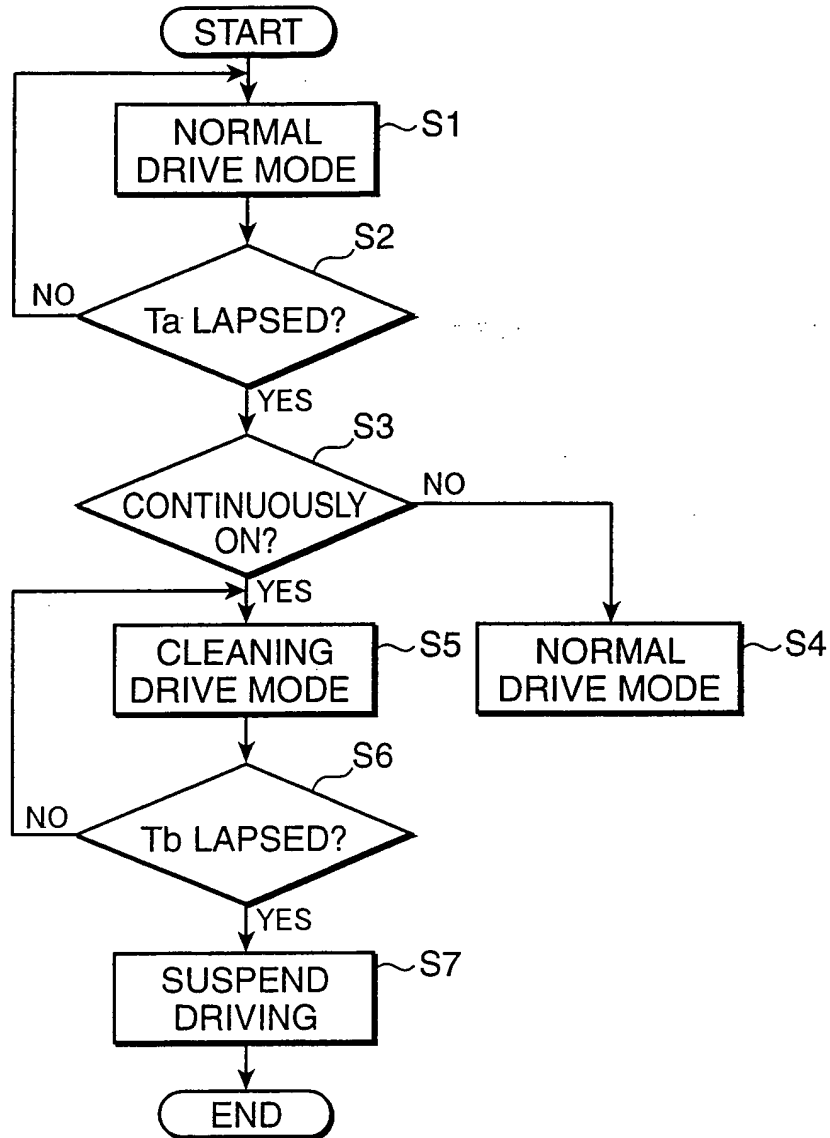 START
NORMAL
DRIVE MODE
S1
S2
Ta LAPSED?
NO
YES
S3
CONTINUOUSLY
ON?
NO
YES
CLEANING
DRIVE MODE
S5
NORMAL
DRIVE MODE
S4
S6
Tb LAPSED?
NO
YES
SUSPEND
DRIVING
S7
END